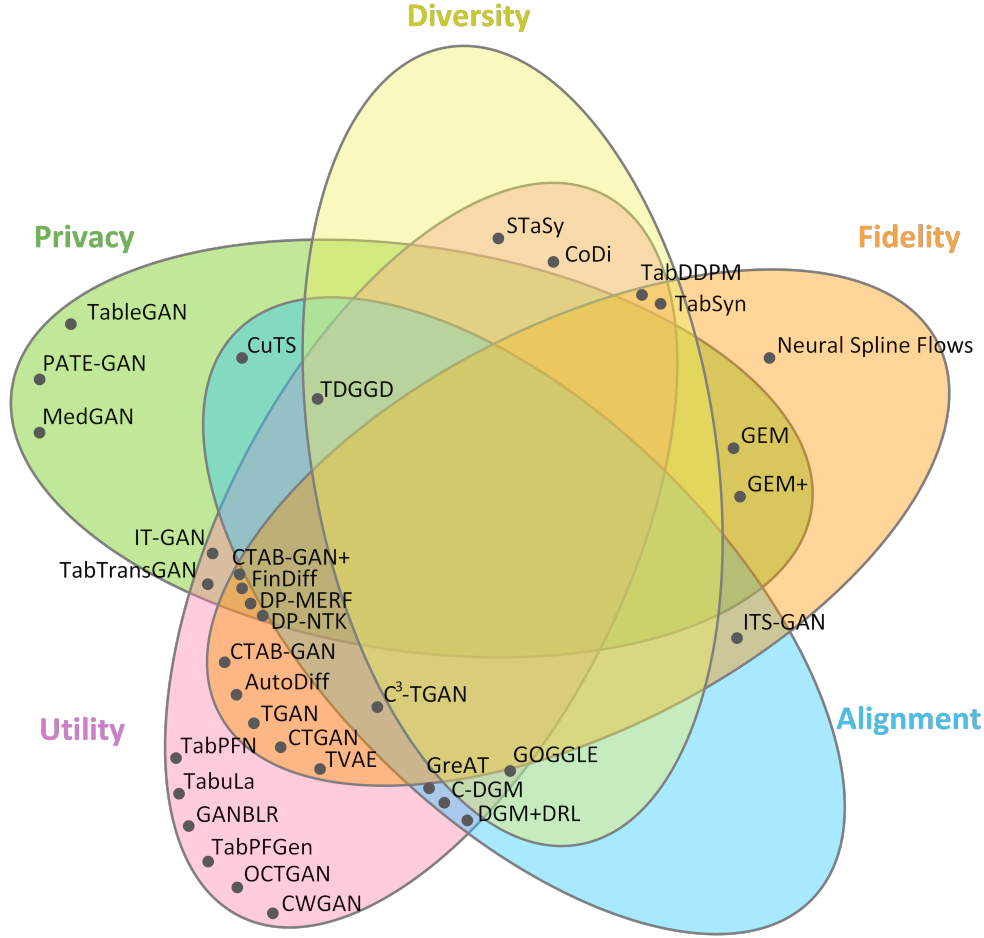 Diversity
Privacy
Fidelity
STaSy
CoDi
TabDDPM
TabSyn
TableGAN
CuTS
Neural Spline Flows
PATE-GAN
TDGGD
MedGAN
GEM
GEM+
IT-GAN
CTAB-GAN+
TabTransGAN
FinDiff
DP-MERF
DP-NTK
ITS-GAN
CTAB-GAN
AutoDiff
C³-TGAN
TGAN
Utility
Alignment
CTGAN
TabPFN
TVAE
GOGGLE
GreAT
TabuLa
C-DGM
GANBLR
DGM+DRL
TabPFGen
OCTGAN
CWGAN